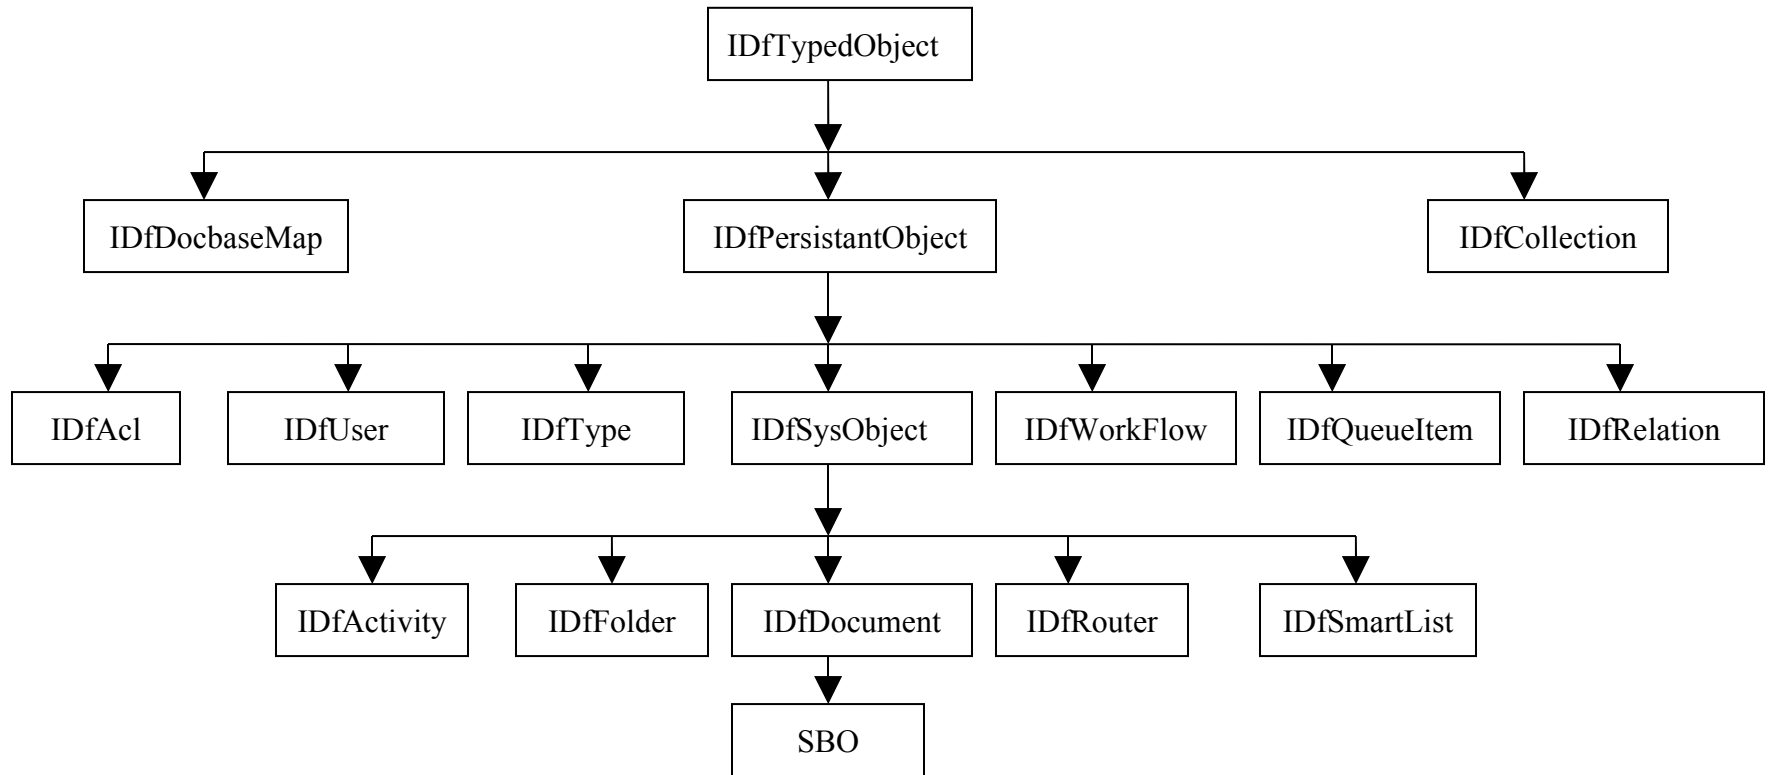 IDfTypedObject
IDfDocbaseMap
IDfPersistantObject
IDfCollection
IDfAcl
IDfUser
IDfType
IDfSysObject
IDfWorkFlow
IDfQueueItem
IDfRelation
IDfActivity
IDfFolder
IDfDocument
IDfRouter
IDfSmartList
SBO